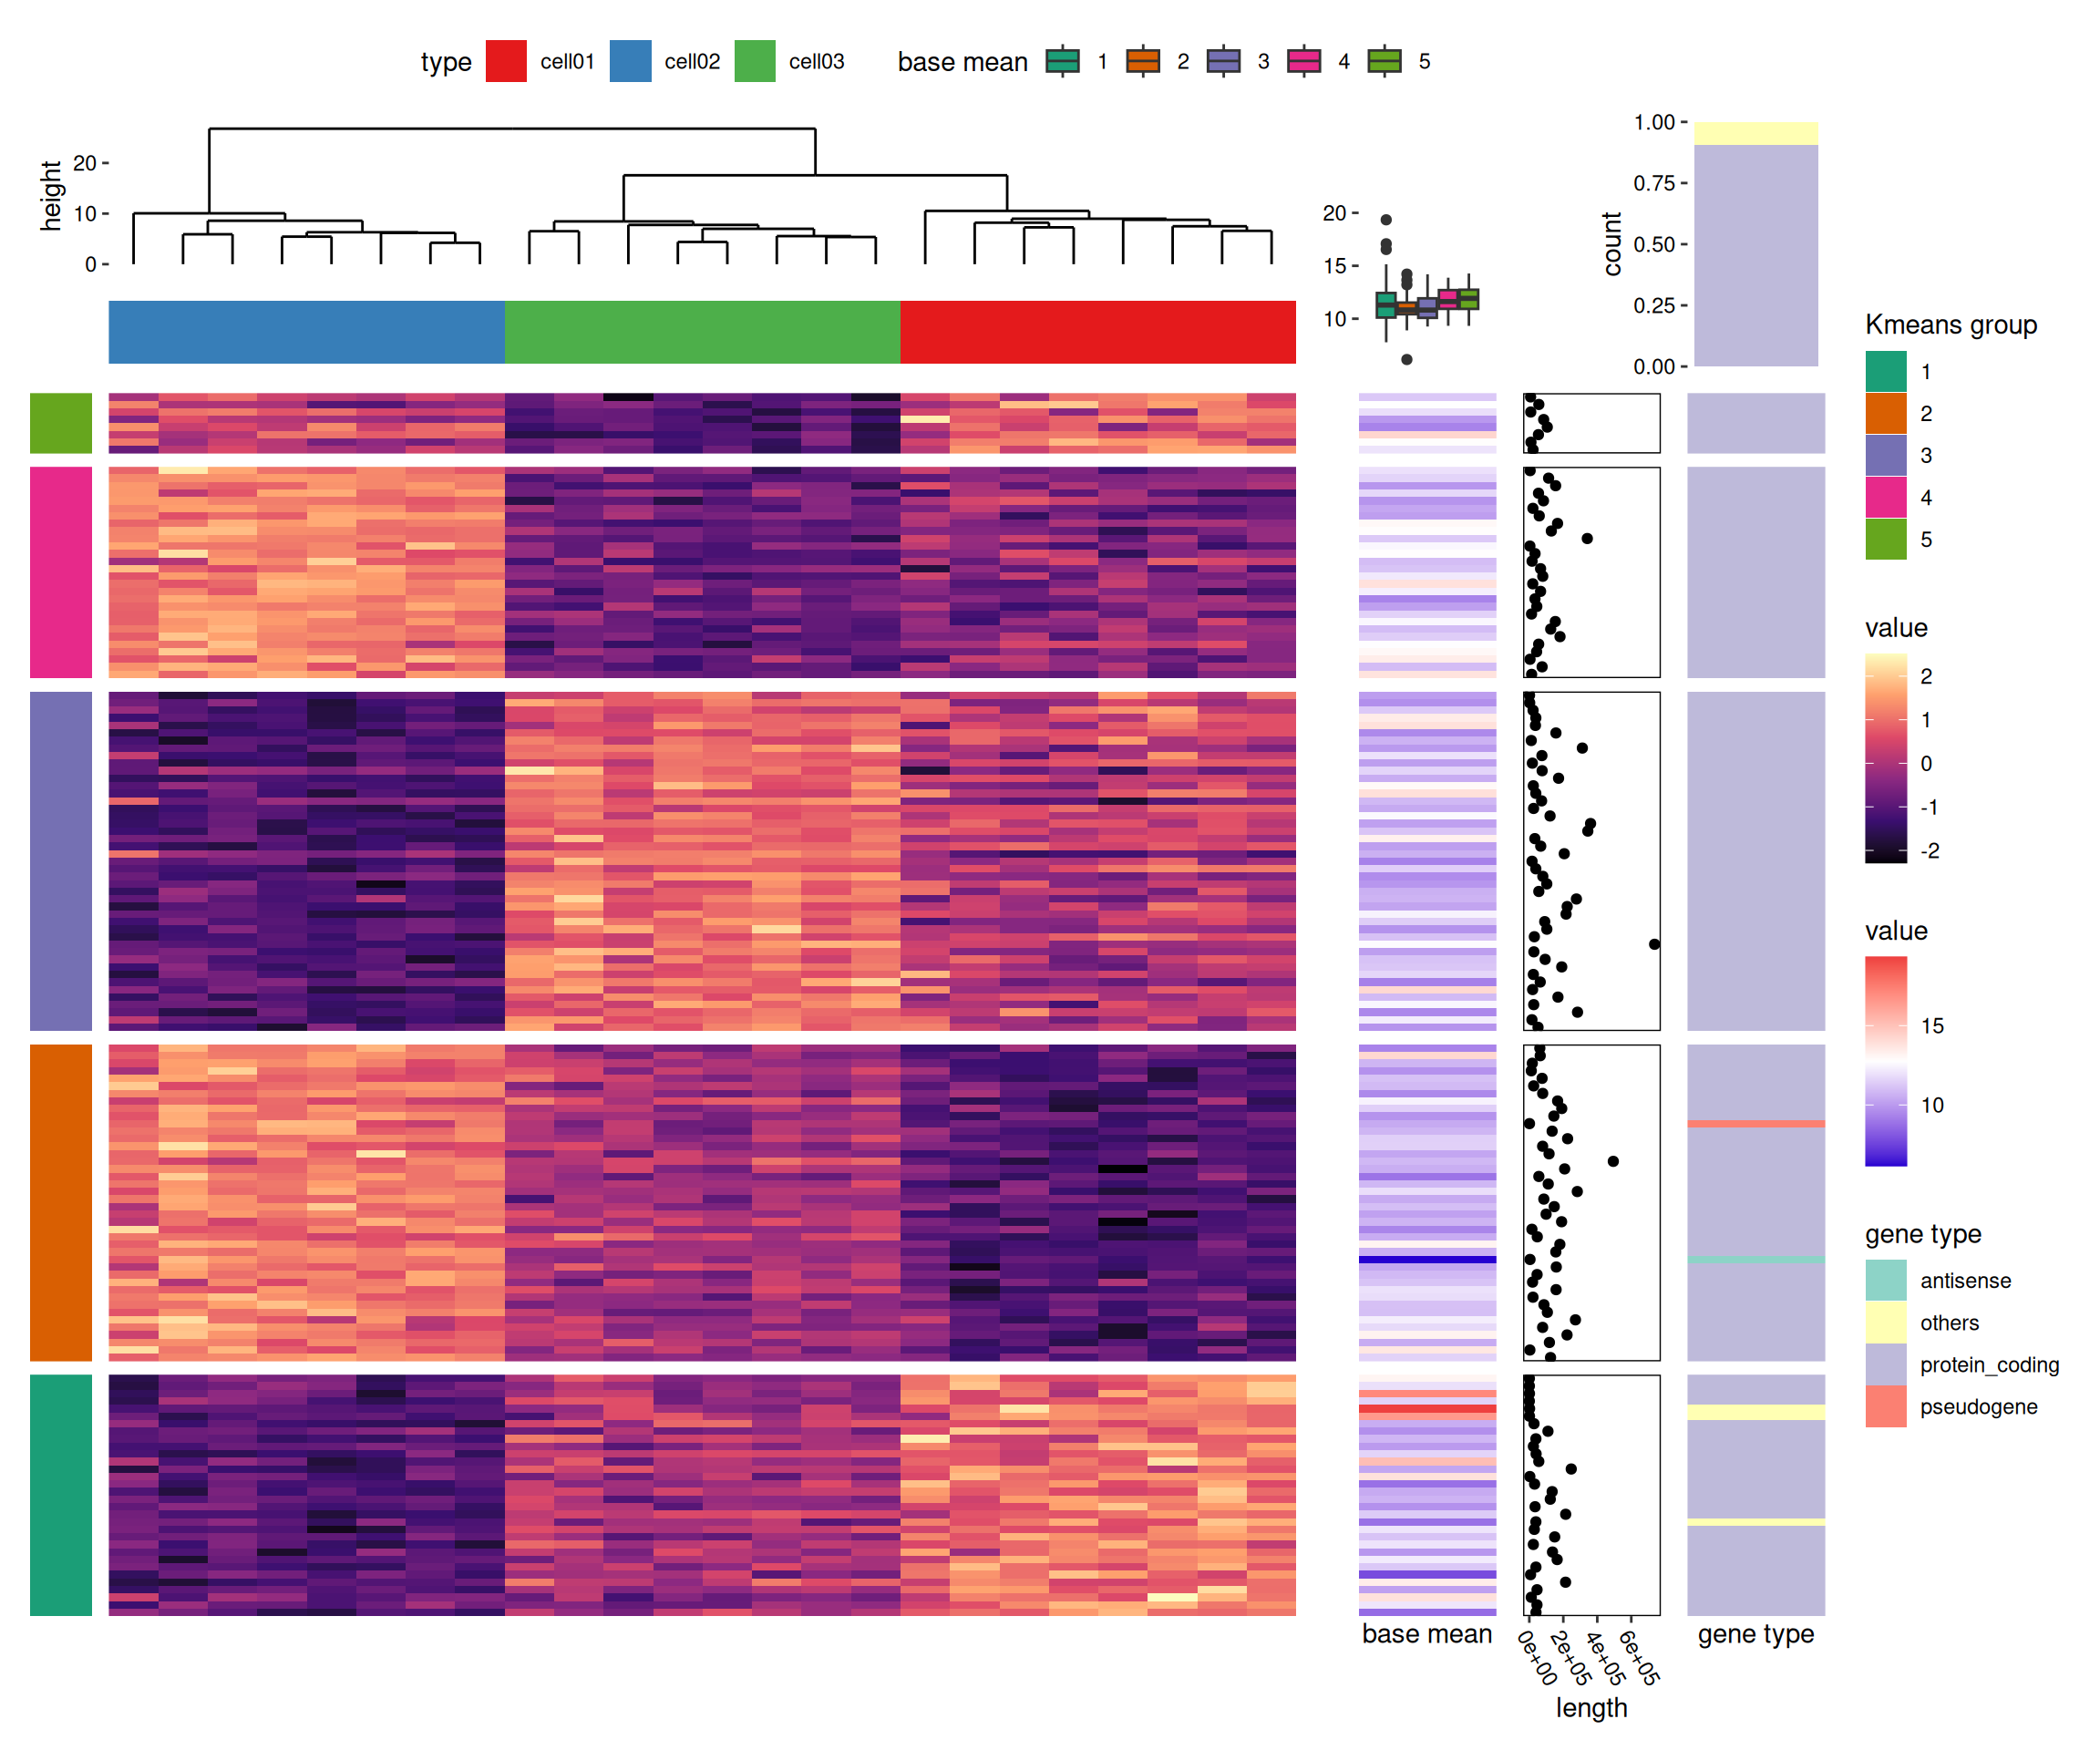 type cell01 cell02 cell03 base mean 1 2 3 4 5
height
20
10
0
20
15
10
count
1.00
0.75
0.50
0.25
0.00
Kmeans group
1
2
3
4
5
value
2
1
0
-1
-2
value
15
10
gene type
antisense
others
protein_coding
pseudogene
base mean
0e+00 2e+05 4e+05 6e+05
length
gene type